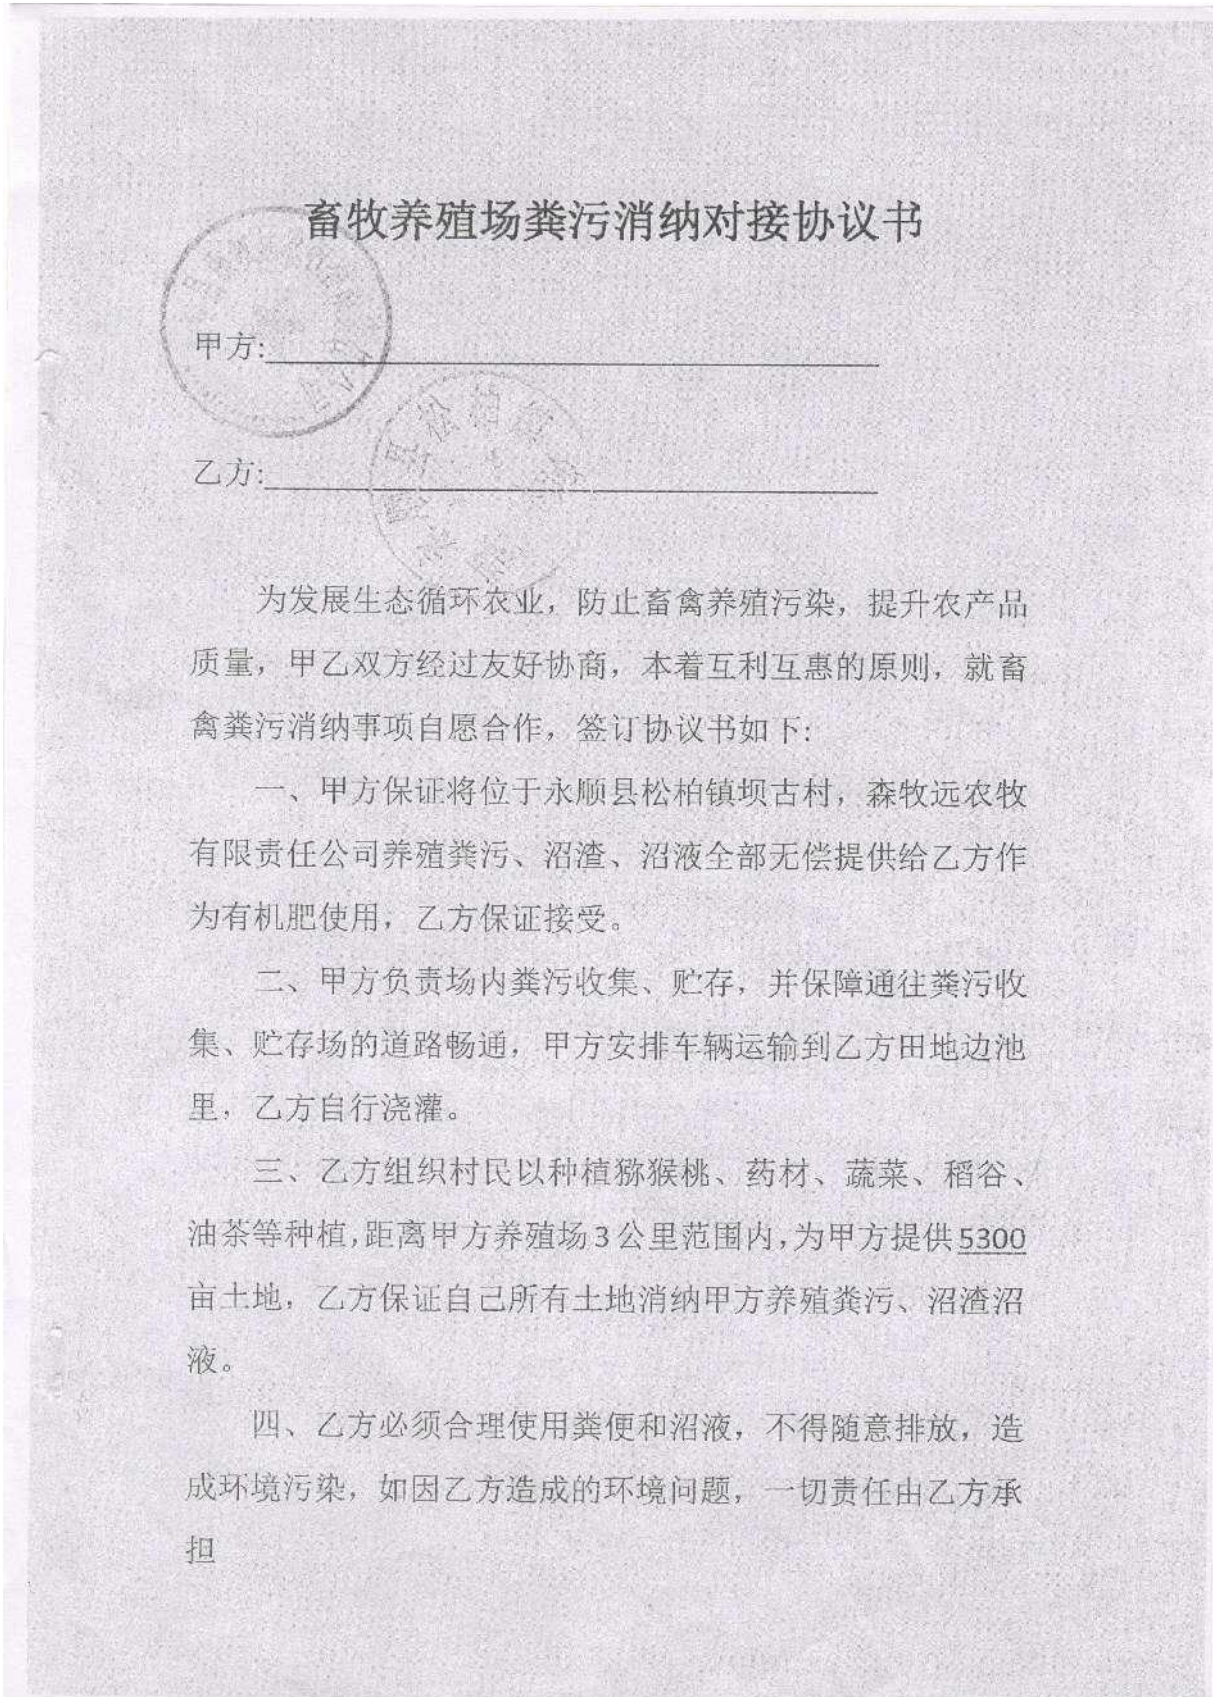 畜牧养殖场粪污消纳对接协议书
甲方:
乙方:
县松柏镇
为发展生态循环农业，防止畜禽养殖污染，提升农产品
质量，甲乙双方经过友好协商，本着互利互惠的原则，就畜
禽粪污消纳事项自愿合作，签订协议书如下:
一、甲方保证将位于永顺县松柏镇坝古村，森牧远农牧
有限责任公司养殖粪污、沼渣、沼液全部无偿提供给乙方作
为有机肥使用，乙方保证接受。
二、甲方负责场内粪污收集、贮存，并保障通往粪污收
集、贮存场的道路畅通，甲方安排车辆运输到乙方田地边池
里，乙方自行浇灌。
三、乙方组织村民以种植猕猴桃、药材、蔬菜、稻谷、
油茶等种植,距离甲方养殖场3公里范围内,为甲方提供5300
亩土地，乙方保证自己所有土地消纳甲方养殖粪污、沼渣沼
液。
四、乙方必须合理使用粪便和沼液，不得随意排放，造
成环境污染，如因乙方造成的环境问题，一切责任由乙方承
担